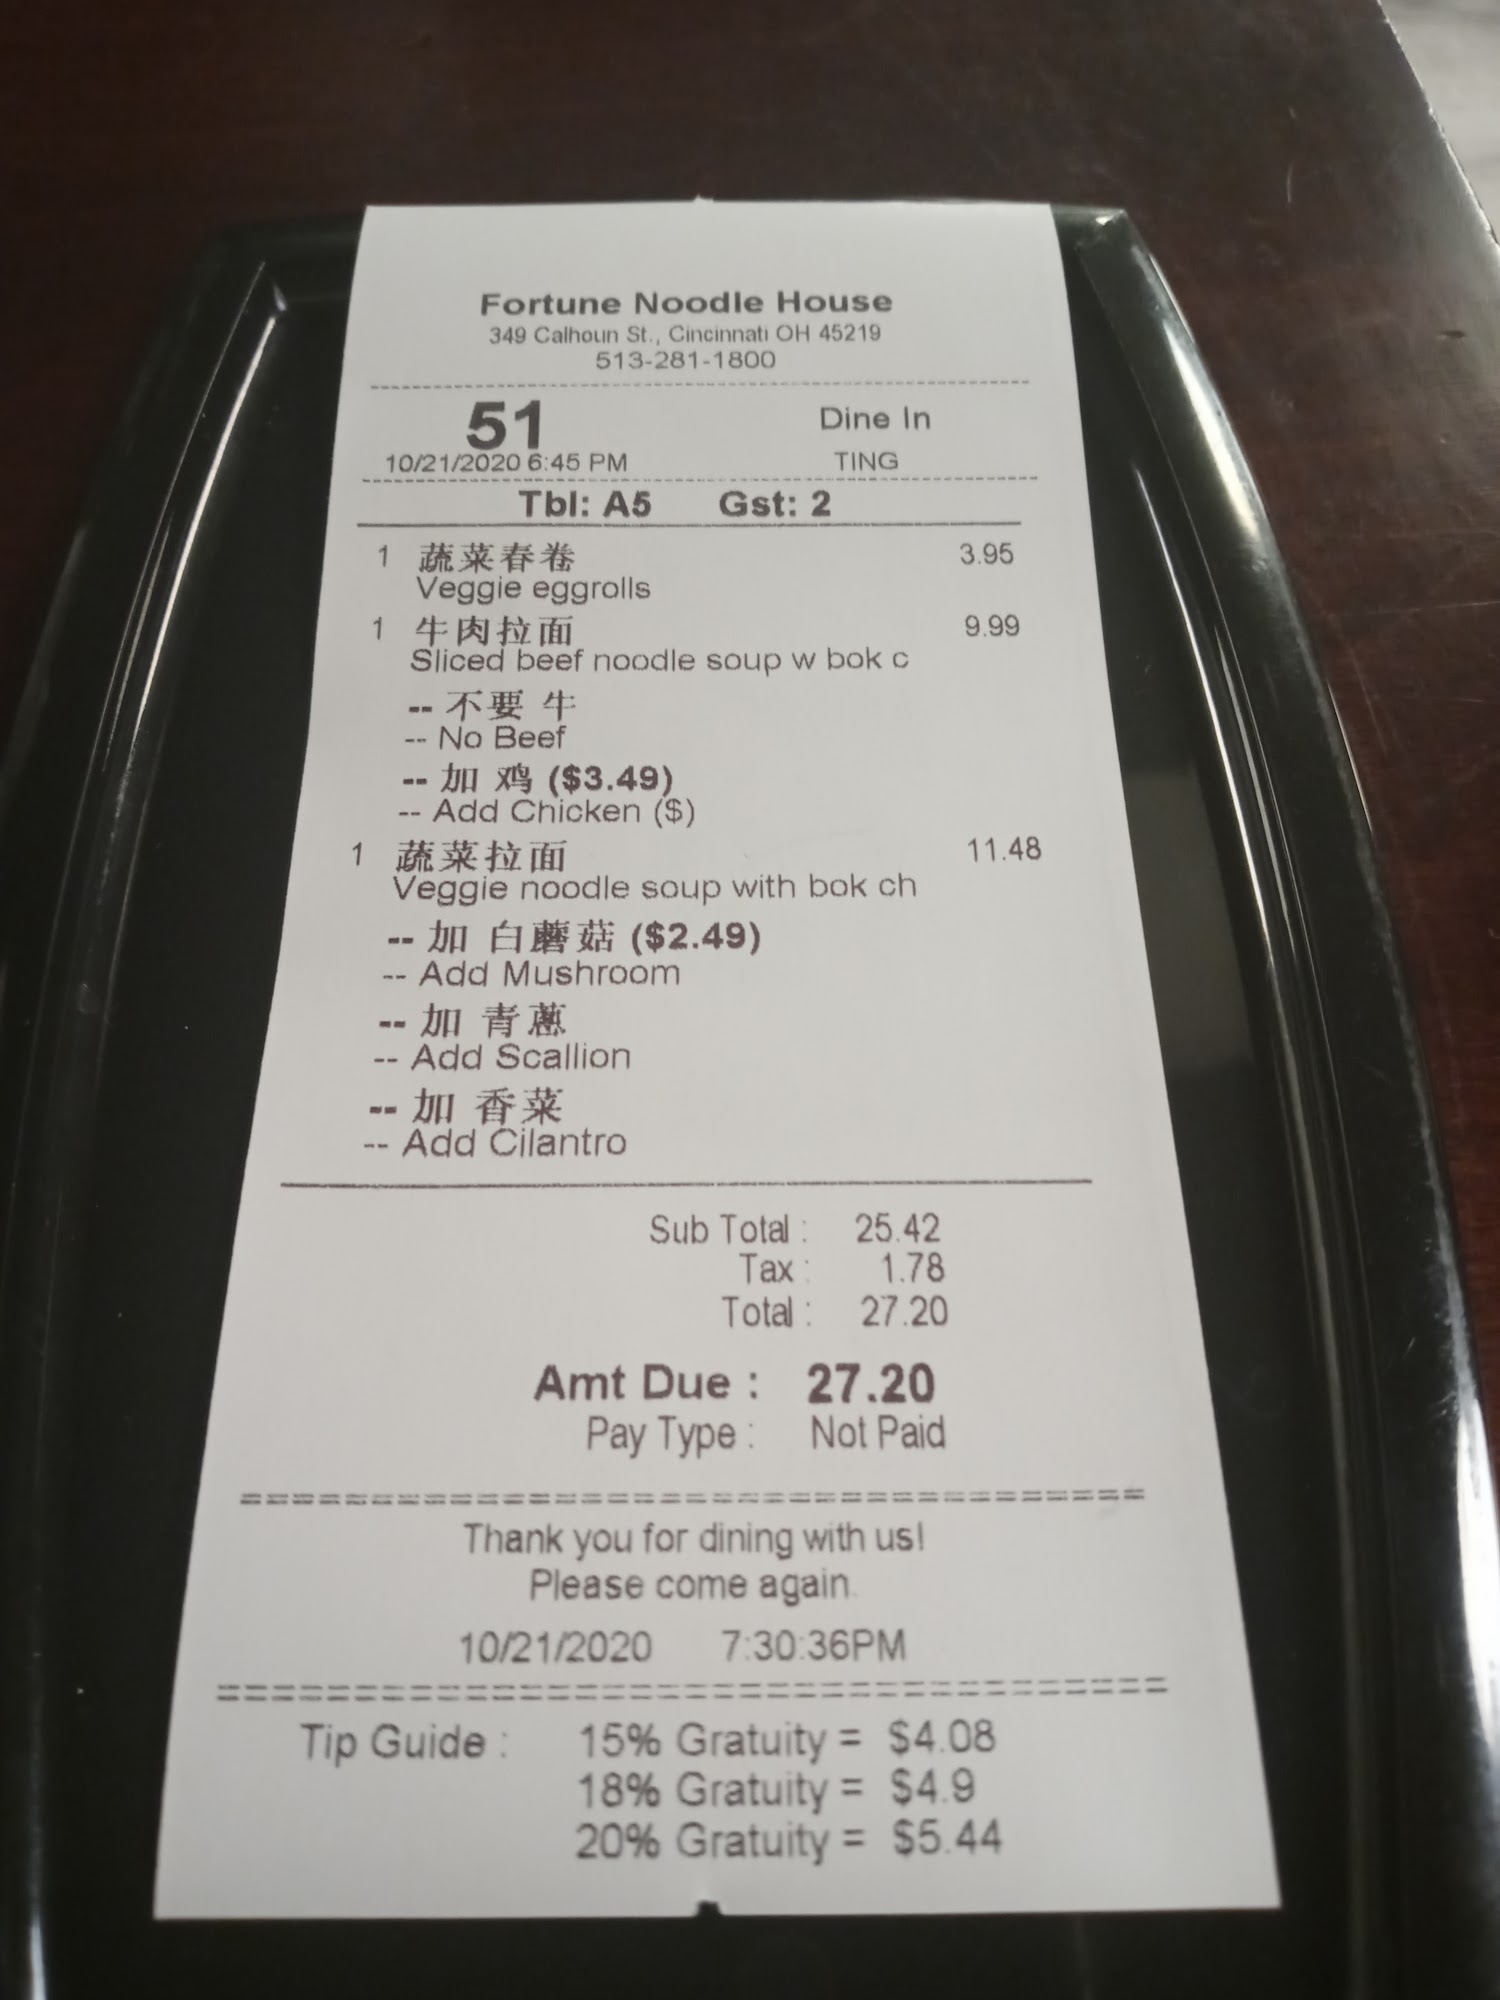 Fortune Noodle House
349 Calhoun St., Cincinnati OH 45219
513-281-1800
51 Dine In
10/21/2020 6:45 PM TING
Tbl: A5 Gst: 2
1 蔬菜春卷 3.95
Veggie eggrolls
1 牛肉拉面 9.99
Sliced beef noodle soup w bok c
-- 不要 牛
-- No Beef
-- 加 鸡 ($3.49)
-- Add Chicken ($)
1 蔬菜拉面 11.48
Veggie noodle soup with bok ch
-- 加 白蘑菇 ($2.49)
-- Add Mushroom
-- 加 青蔥
-- Add Scallion
-- 加 香菜
-- Add Cilantro
Sub Total : 25.42
Tax : 1.78
Total : 27.20
Amt Due : 27.20
Pay Type : Not Paid
Thank you for dining with us!
Please come again.
10/21/2020 7:30:36PM
Tip Guide : 15% Gratuity = $4.08
18% Gratuity = $4.9
20% Gratuity = $5.44